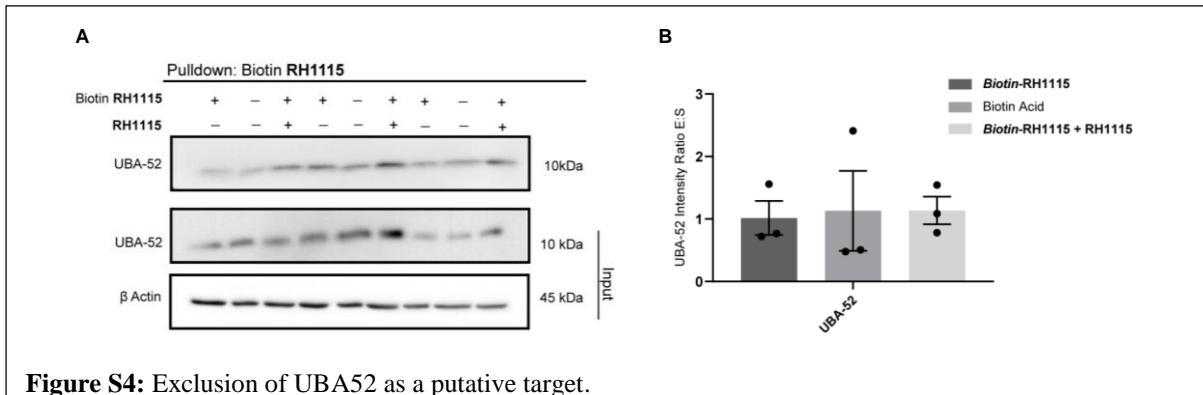 A
Pulldown: Biotin RH1115
Biotin RH1115 + – + + – + + – +
RH1115 – – + – – + – – +
UBA-52 10kDa
UBA-52 10 kDa
β Actin 45 kDa
Input
B
Biotin-RH1115
Biotin Acid
Biotin-RH1115 + RH1115
UBA-52 Intensity Ratio E:S
3
2
1
0
UBA-52
Figure S4: Exclusion of UBA52 as a putative target.